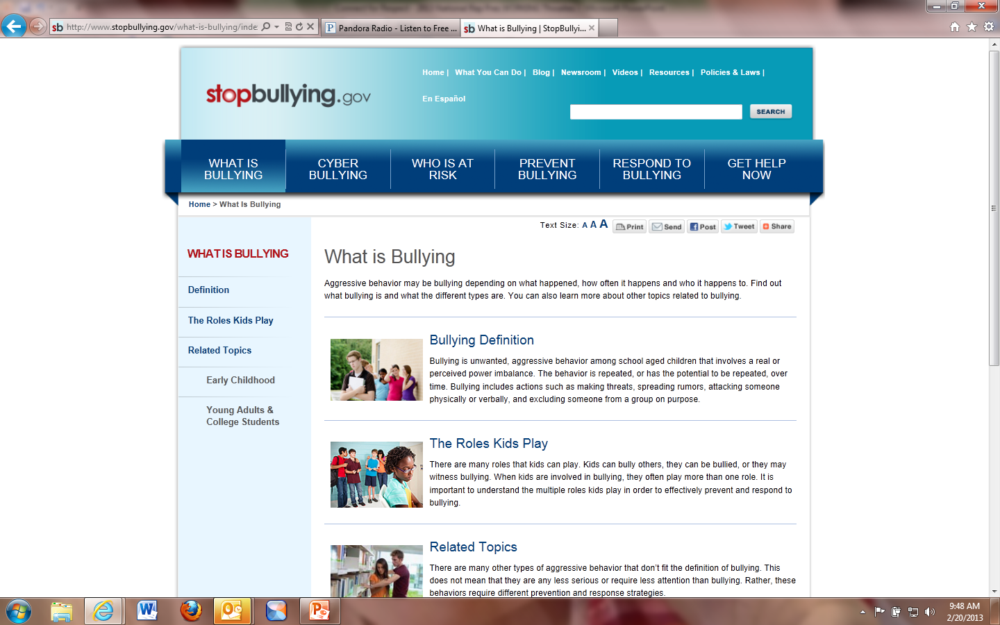 http://www.stopbullying.gov/what-is-bullying/inde
Pandora Radio - Listen to Free ...
sb What is Bullying | StopBullyi...
stopbullying.gov
Home | What You Can Do | Blog | Newsroom | Videos | Resources | Policies & Laws |
En Español
SEARCH
WHAT IS
BULLYING
CYBER
BULLYING
WHO IS AT
RISK
PREVENT
BULLYING
RESPOND TO
BULLYING
GET HELP
NOW
Home > What Is Bullying
Text Size: A A A Print Send Post Tweet Share
WHAT IS BULLYING
Definition
The Roles Kids Play
Related Topics
Early Childhood
Young Adults &
College Students
What is Bullying
Aggressive behavior may be bullying depending on what happened, how often it happens and who it happens to. Find out
what bullying is and what the different types are. You can also learn more about other topics related to bullying.
Bullying Definition
Bullying is unwanted, aggressive behavior among school aged children that involves a real or
perceived power imbalance. The behavior is repeated, or has the potential to be repeated, over
time. Bullying includes actions such as making threats, spreading rumors, attacking someone
physically or verbally, and excluding someone from a group on purpose.
The Roles Kids Play
There are many roles that kids can play. Kids can bully others, they can be bullied, or they may
witness bullying. When kids are involved in bullying, they often play more than one role. It is
important to understand the multiple roles kids play in order to effectively prevent and respond to
bullying.
Related Topics
There are many other types of aggressive behavior that don't fit the definition of bullying. This
does not mean that they are any less serious or require less attention than bullying. Rather, these
behaviors require different prevention and response strategies.
9:48 AM
2/20/2013